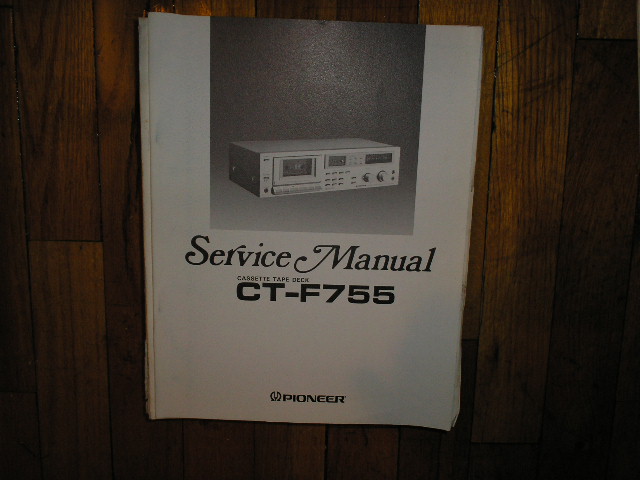 Service Manual
CASSETTE TAPE DECK
CT-F755
PIONEER